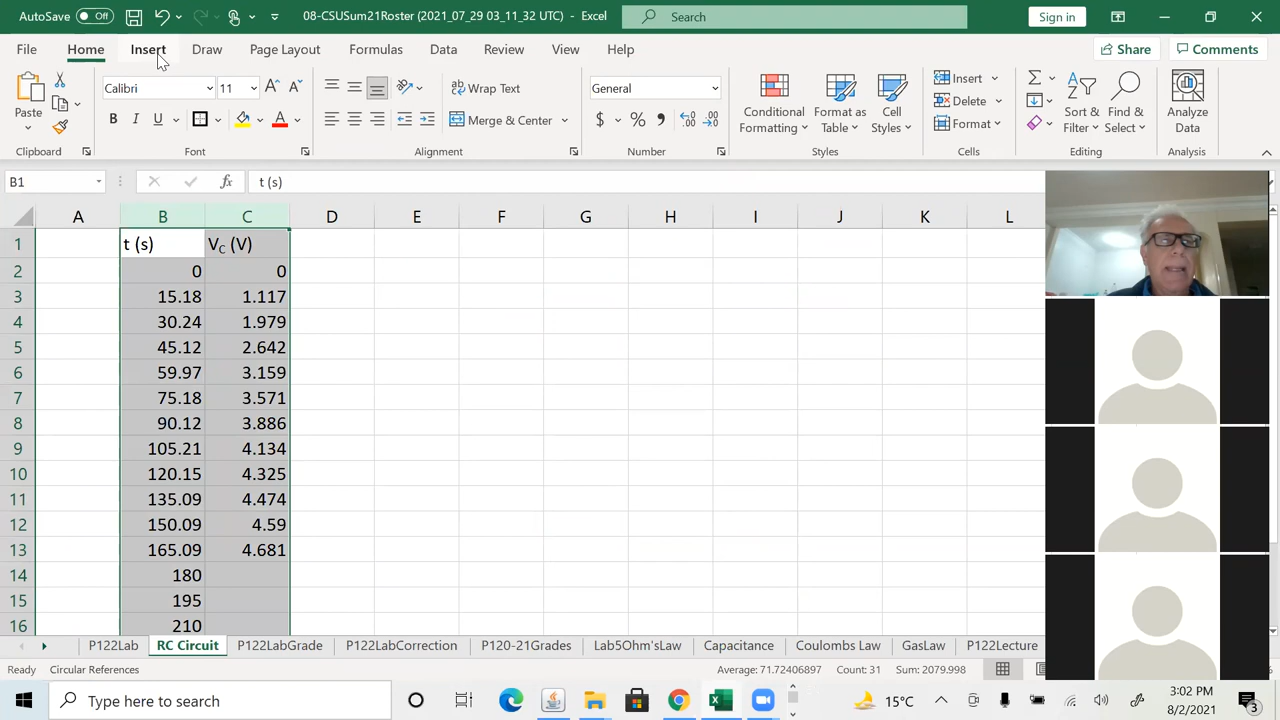 AutoSave Off 08-CSUSum21Roster (2021_07_29 03_11_32 UTC) - Excel Search Sign in
File Home Insert Draw Page Layout Formulas Data Review View Help Share Comments
Paste Calibri 11 A A B I U A ab Wrap Text Merge & Center General $ % , Conditional Formatting Format as Table Cell Styles Insert Delete Format Sort & Filter Find & Select Analyze Data
Clipboard Font Alignment Number Styles Cells Editing Analysis
B1 fx t (s)
A B C D E F G H I J K L
1 t (s) VC (V)
2 0 0
3 15.18 1.117
4 30.24 1.979
5 45.12 2.642
6 59.97 3.159
7 75.18 3.571
8 90.12 3.886
9 105.21 4.134
10 120.15 4.325
11 135.09 4.474
12 150.09 4.59
13 165.09 4.681
14 180
15 195
16 210
P122Lab RC Circuit P122LabGrade P122LabCorrection P120-21Grades Lab5Ohm'sLaw Capacitance Coulombs Law GasLaw P122Lecture
Ready Circular References Average: 71.72406897 Count: 31 Sum: 2079.998 %
Type here to search 15°C 3:02 PM
8/2/2021 3